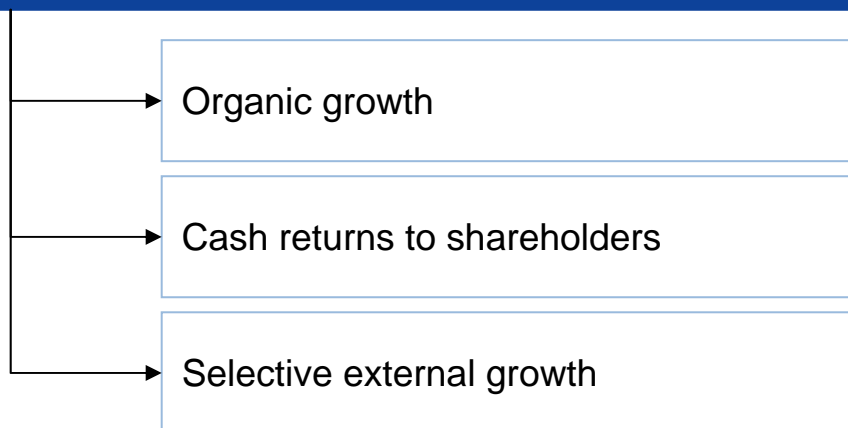 Organic growth
Cash returns to shareholders
Selective external growth